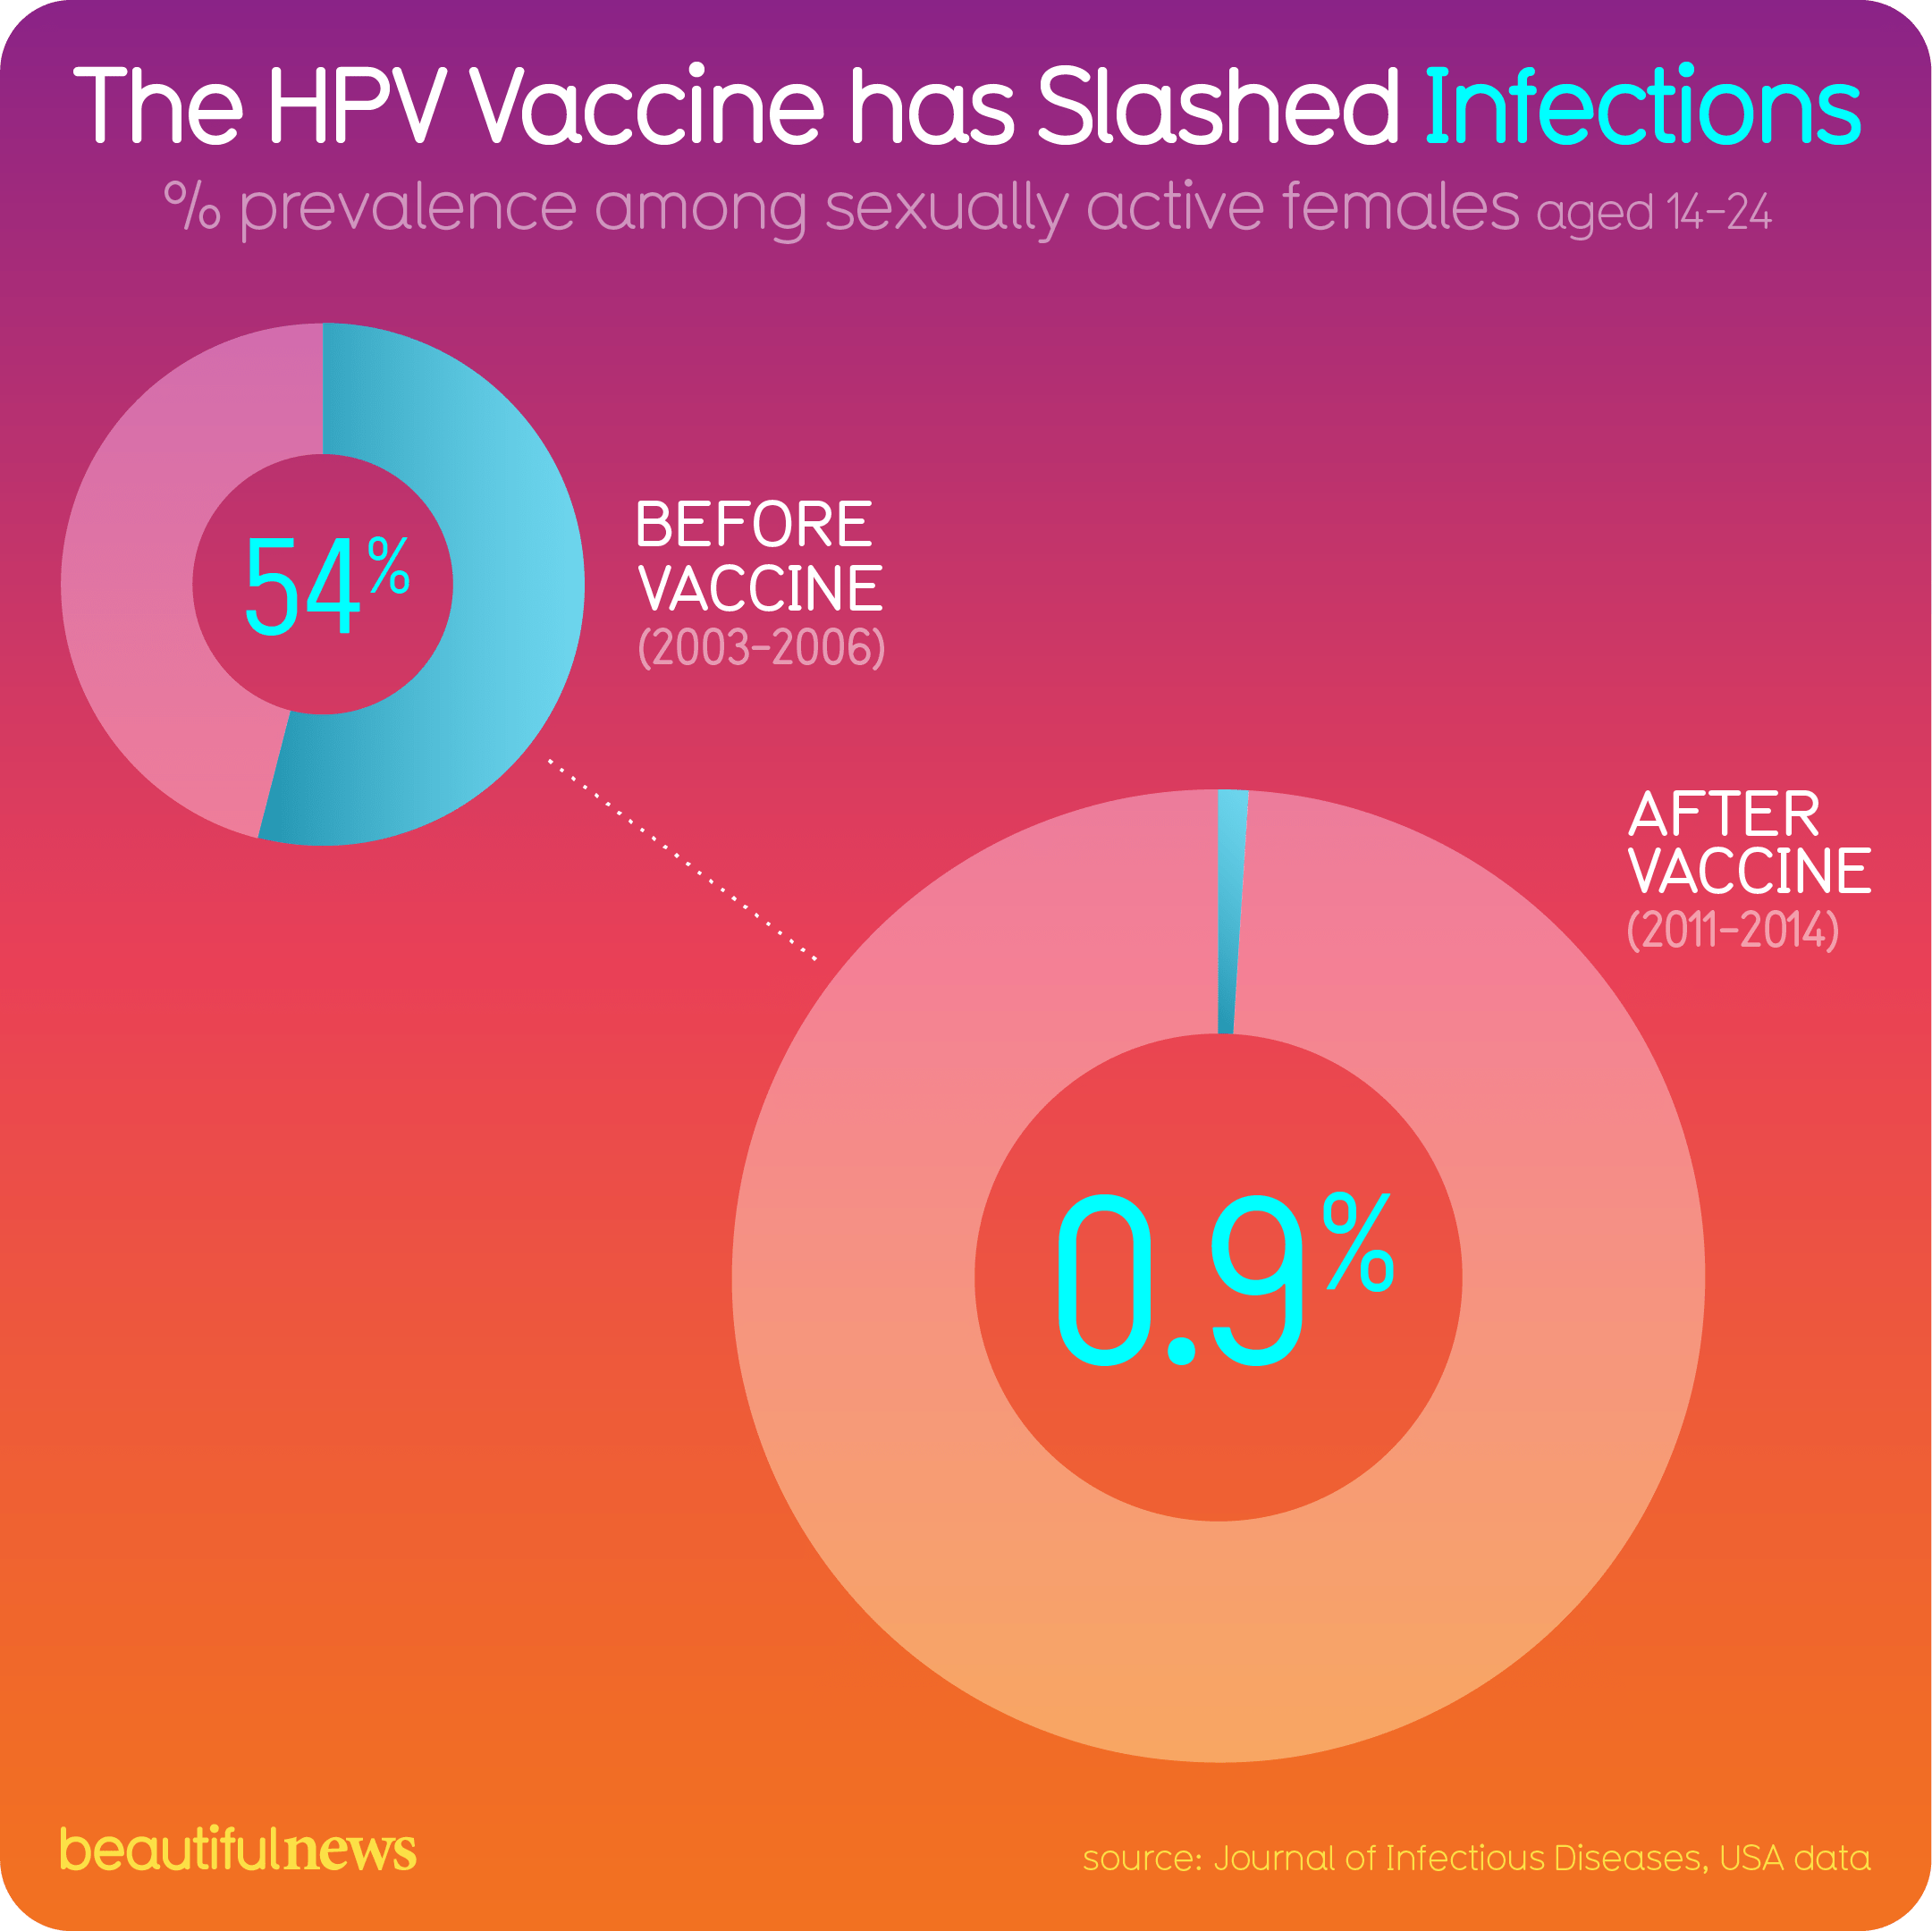 The HPV Vaccine has Slashed Infections
% prevalence among sexually active females aged 14-24
54%
BEFORE
VACCINE
(2003-2006)
AFTER
VACCINE
(2011-2014)
0.9%
beautifulnews
source: Journal of Infectious Diseases, USA data